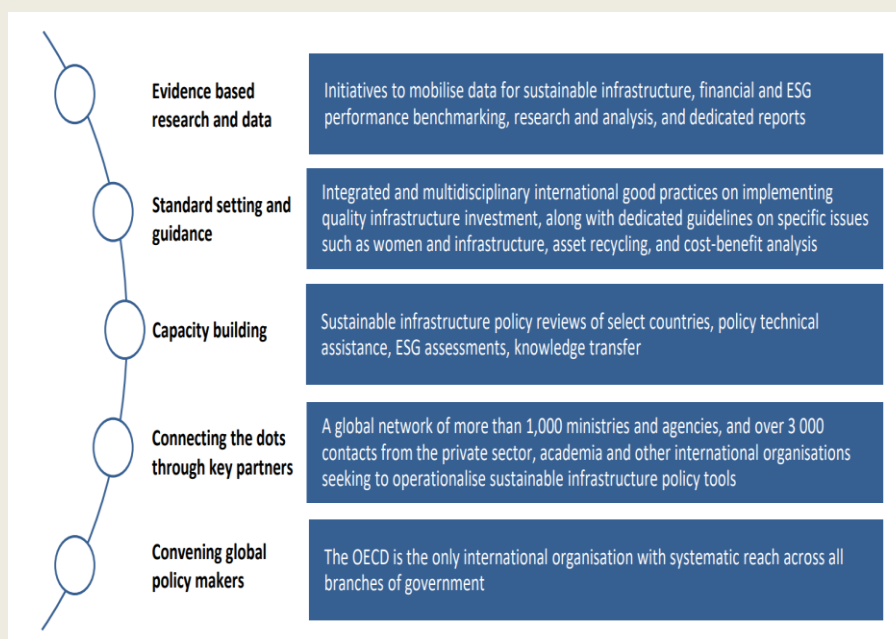 Evidence based
research and data
Initiatives to mobilise data for sustainable infrastructure, financial and ESG
performance benchmarking, research and analysis, and dedicated reports
Standard setting and
guidance
Integrated and multidisciplinary international good practices on implementing
quality infrastructure investment, along with dedicated guidelines on specific issues
such as women and infrastructure, asset recycling, and cost-benefit analysis
Capacity building
Sustainable infrastructure policy reviews of select countries, policy technical
assistance, ESG assessments, knowledge transfer
Connecting the dots
through key partners
A global network of more than 1,000 ministries and agencies, and over 3 000
contacts from the private sector, academia and other international organisations
seeking to operationalise sustainable infrastructure policy tools
Convening global
policy makers
The OECD is the only international organisation with systematic reach across all
branches of government